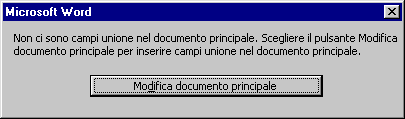 Microsoft Word
Non ci sono campi unione nel documento principale. Scegliere il pulsante Modifica
documento principale per inserire campi unione nel documento principale.
Modifica documento principale